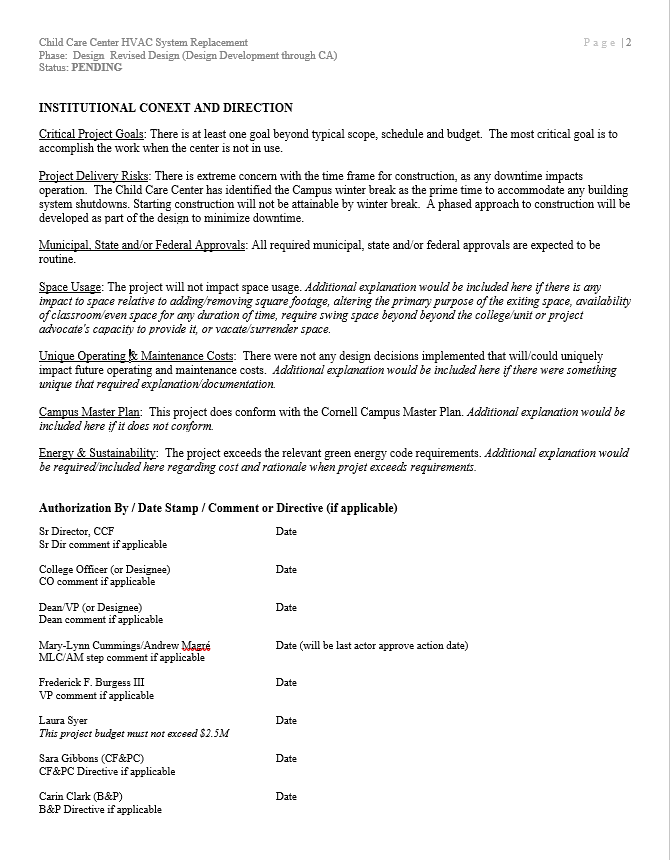 Child Care Center HVAC System Replacement
Page | 2
Phase:  Design  Revised Design (Design Development through CA)
Status: PENDING
INSTITUTIONAL CONEXT AND DIRECTION
Critical Project Goals: There is at least one goal beyond typical scope, schedule and budget.  The most critical goal is to
accomplish the work when the center is not in use.
Project Delivery Risks: There is extreme concern with the time frame for construction, as any downtime impacts
operation.  The Child Care Center has identified the Campus winter break as the prime time to accommodate any building
system shutdowns. Starting construction will not be attainable by winter break.  A phased approach to construction will be
developed as part of the design to minimize downtime.
Municipal, State and/or Federal Approvals: All required municipal, state and/or federal approvals are expected to be
routine.
Space Usage: The project will not impact space usage. Additional explanation would be included here if there is any
impact to space relative to adding/removing square footage, altering the primary purpose of the exiting space, availability
of classroom/even space for any duration of time, require swing space beyond beyond the college/unit or project
advocate's capacity to provide it, or vacate/surrender space.
Unique Operating & Maintenance Costs:  There were not any design decisions implemented that will/could uniquely
impact future operating and maintenance costs.  Additional explanation would be included here if there were something
unique that required explanation/documentation.
Campus Master Plan:  This project does conform with the Cornell Campus Master Plan. Additional explanation would be
included here if it does not conform.
Energy & Sustainability:  The project exceeds the relevant green energy code requirements. Additional explanation would
be required/included here regarding cost and rationale when projet exceeds requirements.
Authorization By / Date Stamp / Comment or Directive (if applicable)
Sr Director, CCF Date
Sr Dir comment if applicable
College Officer (or Designee) Date
CO comment if applicable
Dean/VP (or Designee) Date
Dean comment if applicable
Mary-Lynn Cummings/Andrew Magré Date (will be last actor approve action date)
MLC/AM step comment if applicable
Frederick F. Burgess III Date
VP comment if applicable
Laura Syer Date
This project budget must not exceed $2.5M
Sara Gibbons (CF&PC) Date
CF&PC Directive if applicable
Carin Clark (B&P) Date
B&P Directive if applicable